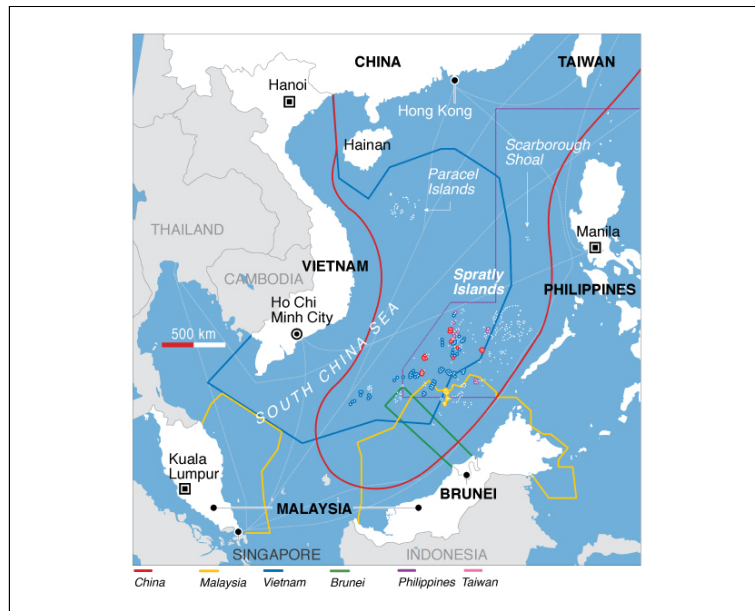 CHINA
TAIWAN
Hanoi
Hong Kong
Hainan
Scarborough
Shoal
Paracel
Islands
THAILAND
Manila
VIETNAM
CAMBODIA
Spratly
Islands
PHILIPPINES
Ho Chi
Minh City
500 km
SOUTH CHINA SEA
Kuala
Lumpur
BRUNEI
MALAYSIA
SINGAPORE
INDONESIA
China
Malaysia
Vietnam
Brunei
Philippines
Taiwan